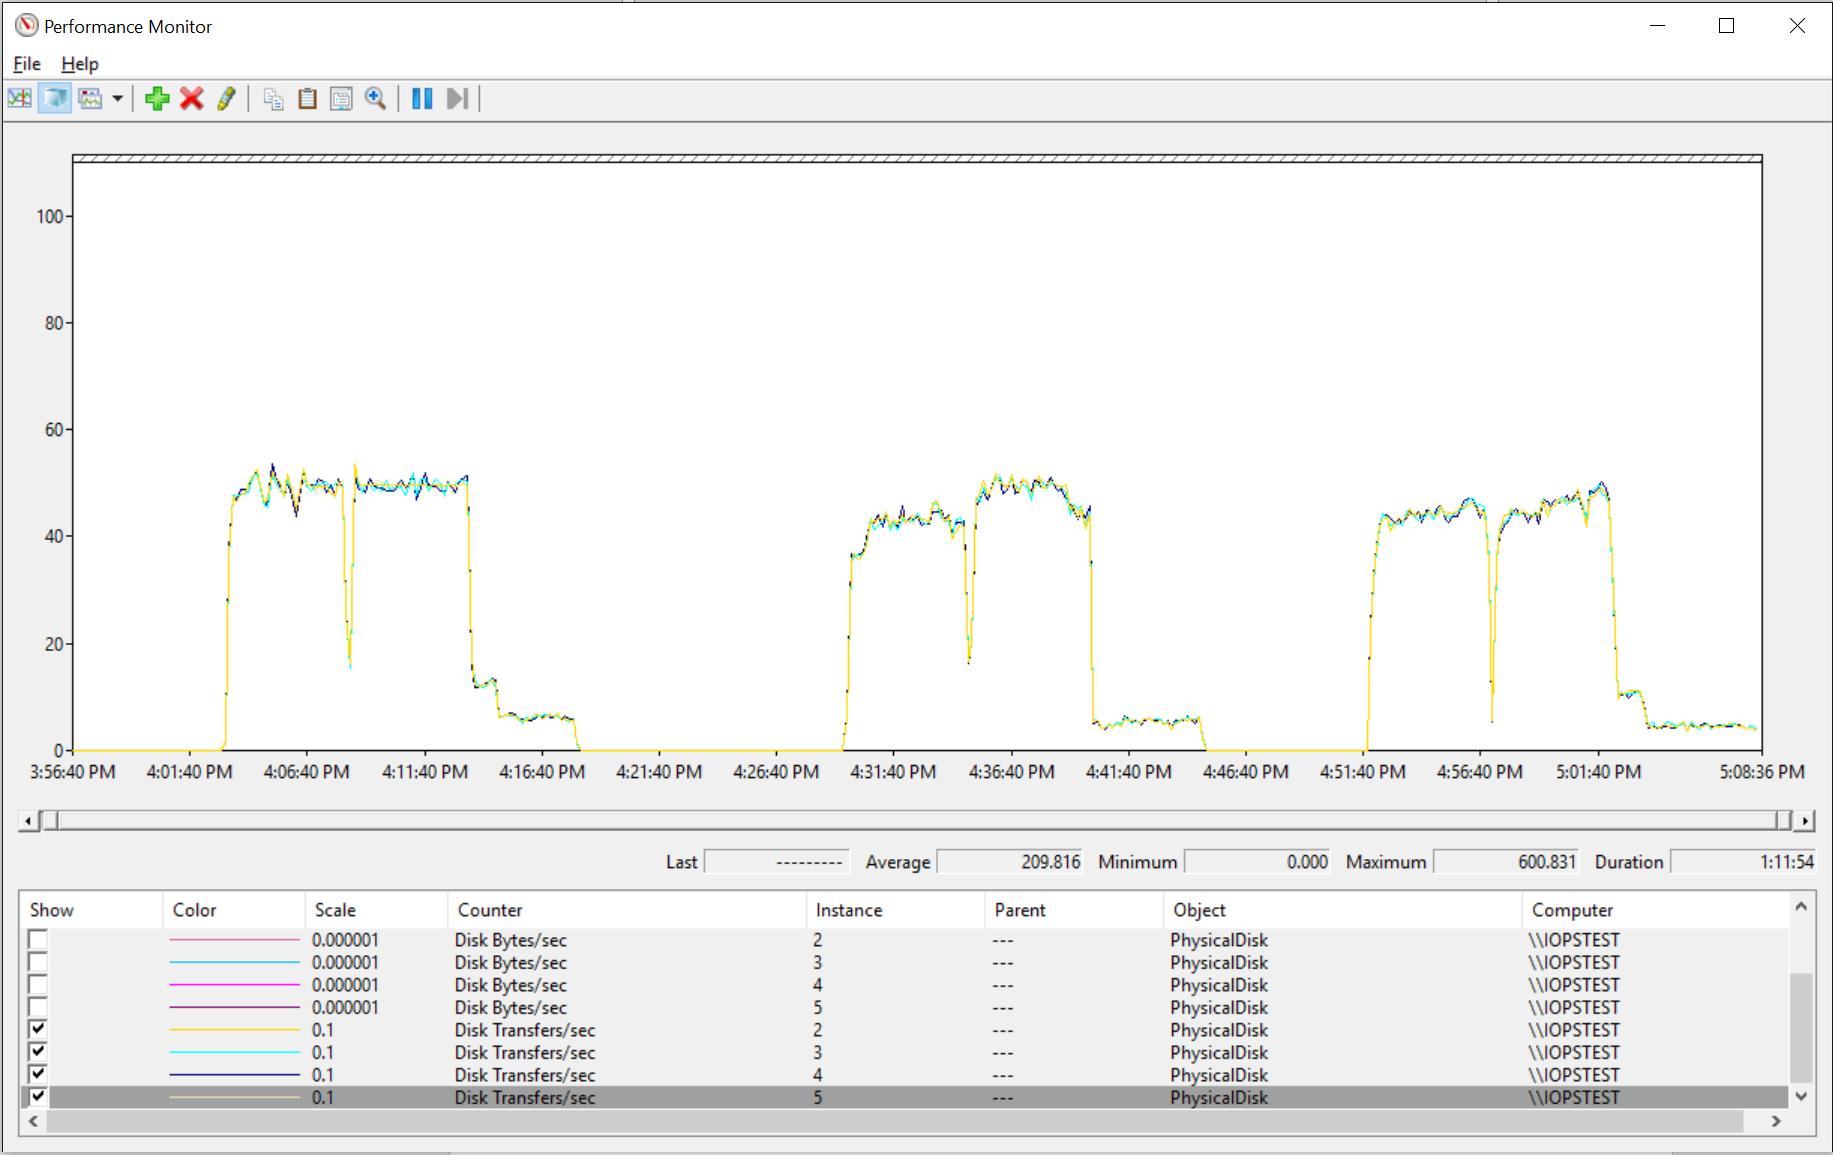 Performance Monitor
File Help
100
80
60
40
20
0
3:56:40 PM 4:01:40 PM 4:06:40 PM 4:11:40 PM 4:16:40 PM 4:21:40 PM 4:26:40 PM 4:31:40 PM 4:36:40 PM 4:41:40 PM 4:46:40 PM 4:51:40 PM 4:56:40 PM 5:01:40 PM 5:08:36 PM
Last --------- Average 209.816 Minimum 0.000 Maximum 600.831 Duration 1:11:54
Show Color Scale Counter Instance Parent Object Computer
0.000001 Disk Bytes/sec 2 --- PhysicalDisk \\IOPSTEST
0.000001 Disk Bytes/sec 3 --- PhysicalDisk \\IOPSTEST
0.000001 Disk Bytes/sec 4 --- PhysicalDisk \\IOPSTEST
0.000001 Disk Bytes/sec 5 --- PhysicalDisk \\IOPSTEST
0.1 Disk Transfers/sec 2 --- PhysicalDisk \\IOPSTEST
0.1 Disk Transfers/sec 3 --- PhysicalDisk \\IOPSTEST
0.1 Disk Transfers/sec 4 --- PhysicalDisk \\IOPSTEST
0.1 Disk Transfers/sec 5 --- PhysicalDisk \\IOPSTEST